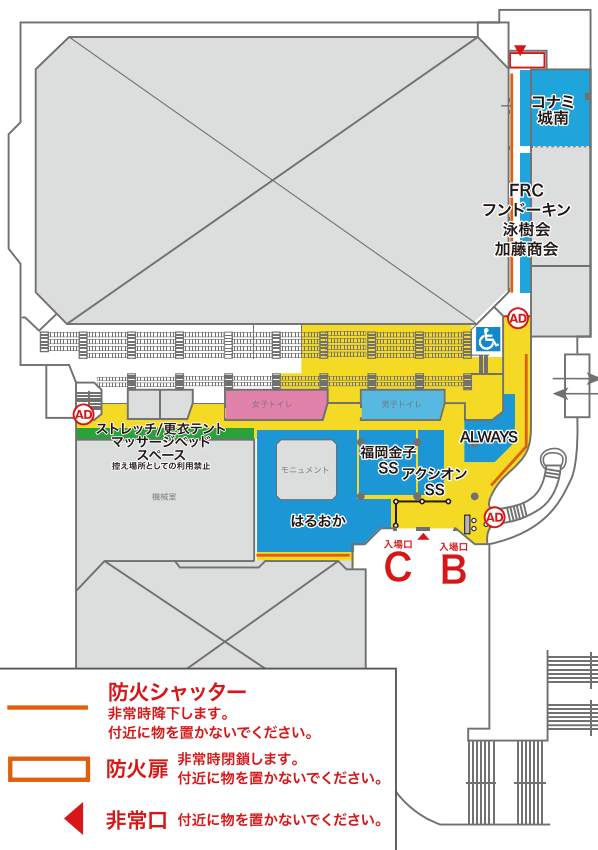 コナミ
城南
FRC
フンドーキン
泳樹会
加藤商会
AD
AD
女子トイレ
男子トイレ
ストレッチ/更衣テント
マッサージベッド
スペース
控え場所としての利用禁止
ALWAYS
福岡金子
SS
アクシオン
SS
モニュメント
機械室
はるおか
AD
入場口
C
入場口
B
防火シャッター
非常時降下します。
付近に物を置かないでください。
防火扉
非常時閉鎖します。
付近に物を置かないでください。
非常口
付近に物を置かないでください。